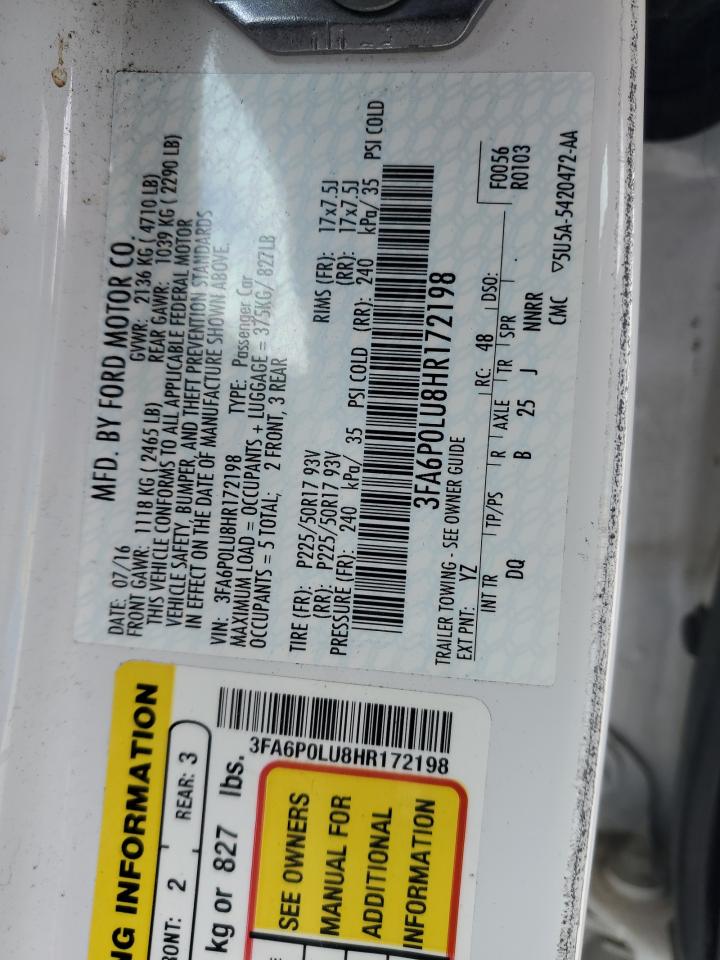 MFD. BY FORD MOTOR CO.
DATE: 07/16 GVWR: 2136 KG ( 4710 LB)
FRONT GAWR: 1118 KG ( 2465 LB) REAR GAWR: 1039 KG ( 2290 LB)
THIS VEHICLE CONFORMS TO ALL APPLICABLE FEDERAL MOTOR
VEHICLE SAFETY, BUMPER, AND THEFT PREVENTION STANDARDS
IN EFFECT ON THE DATE OF MANUFACTURE SHOWN ABOVE.
VIN: 3FA6P0LU8HR172198 TYPE: Passenger Car
MAXIMUM LOAD = OCCUPANTS + LUGGAGE = 375KG/ 827LB
OCCUPANTS = 5 TOTAL; 2 FRONT, 3 REAR
TIRE (FR): P225/50R17 93V RIMS (FR): 17x7.5J
(RR): P225/50R17 93V (RR): 17x7.5J
PRESSURE (FR): 240 kPa/ 35 PSI COLD (RR): 240 kPa/ 35 PSI COLD
3FA6P0LU8HR172198
TRAILER TOWING - SEE OWNER GUIDE
EXT PNT: YZ RC: 48 DSO: F0056
R0103
INT TR TP/PS R AXLE TR SPR
DQ B 25 J NNRR
CMC ▽5U5A-5420472-AA
3FA6P0LU8HR172198
NG INFORMATION
RONT: 2 REAR: 3
kg or 827 lbs.
SEE OWNERS
MANUAL FOR
ADDITIONAL
INFORMATION